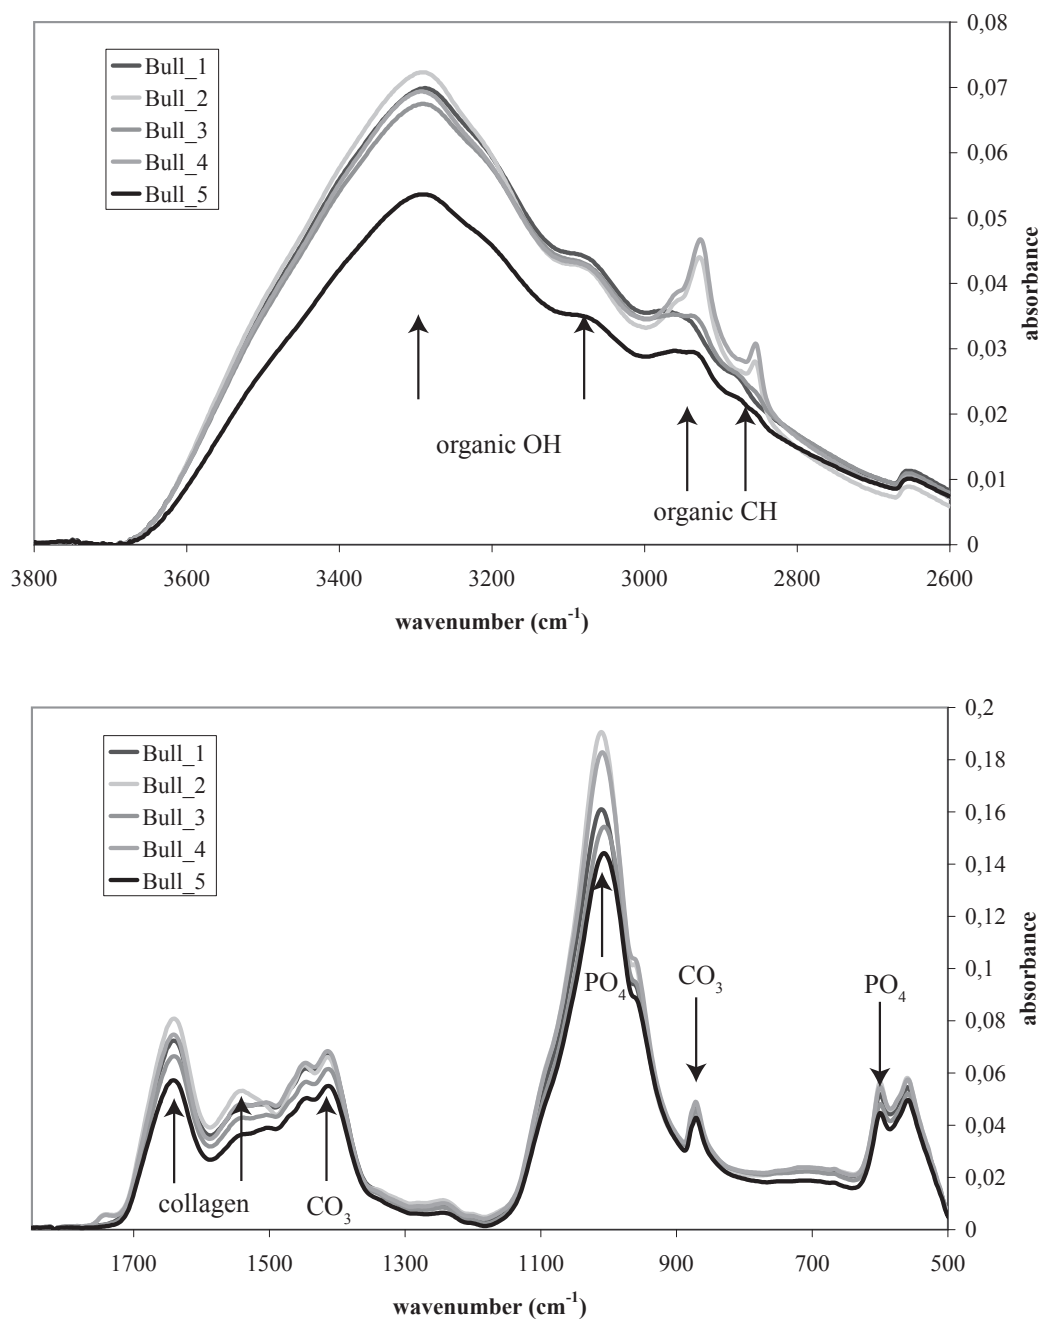 Bull_1
Bull_2
Bull_3
Bull_4
Bull_5
0,08
0,07
0,06
0,05
0,04
0,03
0,02
0,01
0
absorbance
organic OH
organic CH
3800 3600 3400 3200 3000 2800 2600
wavenumber (cm⁻¹)
Bull_1
Bull_2
Bull_3
Bull_4
Bull_5
0,2
0,18
0,16
0,14
0,12
0,1
0,08
0,06
0,04
0,02
0
absorbance
PO₄
CO₃
PO₄
collagen
CO₃
1700 1500 1300 1100 900 700 500
wavenumber (cm⁻¹)